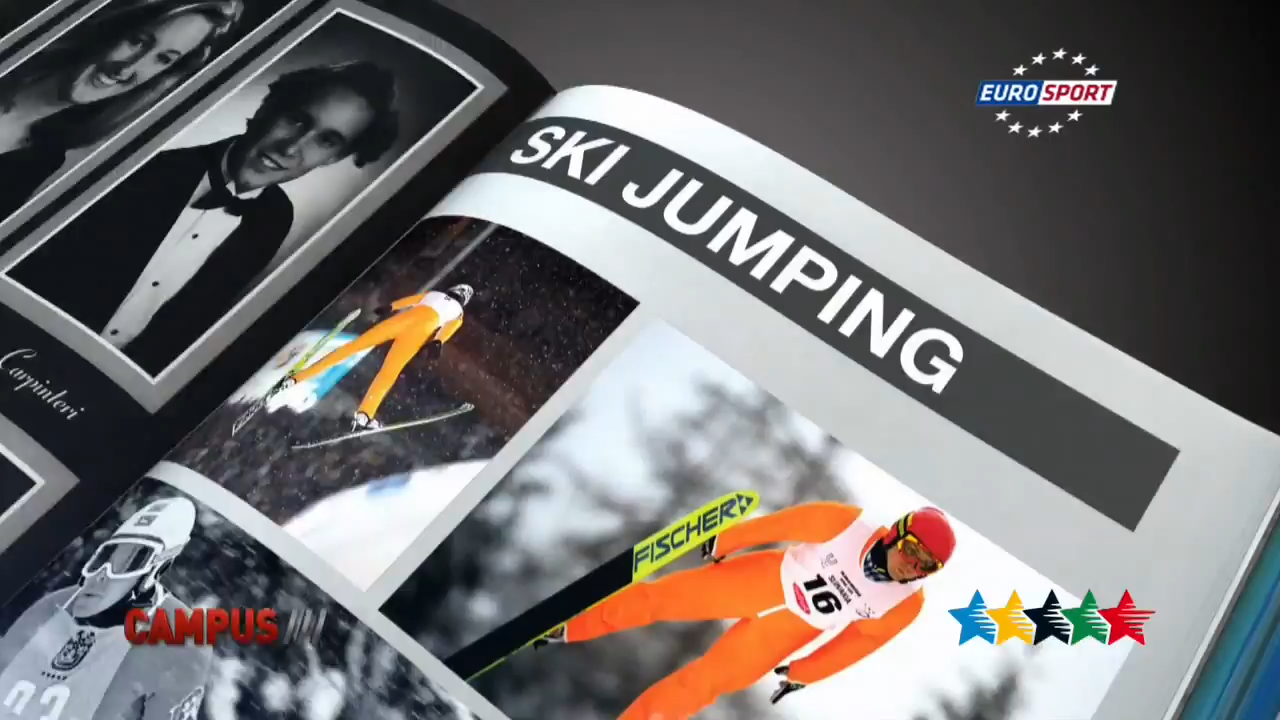 EUROSPORT
SKI JUMPING
Carpinteri
FISCHER
16
CAMPUS